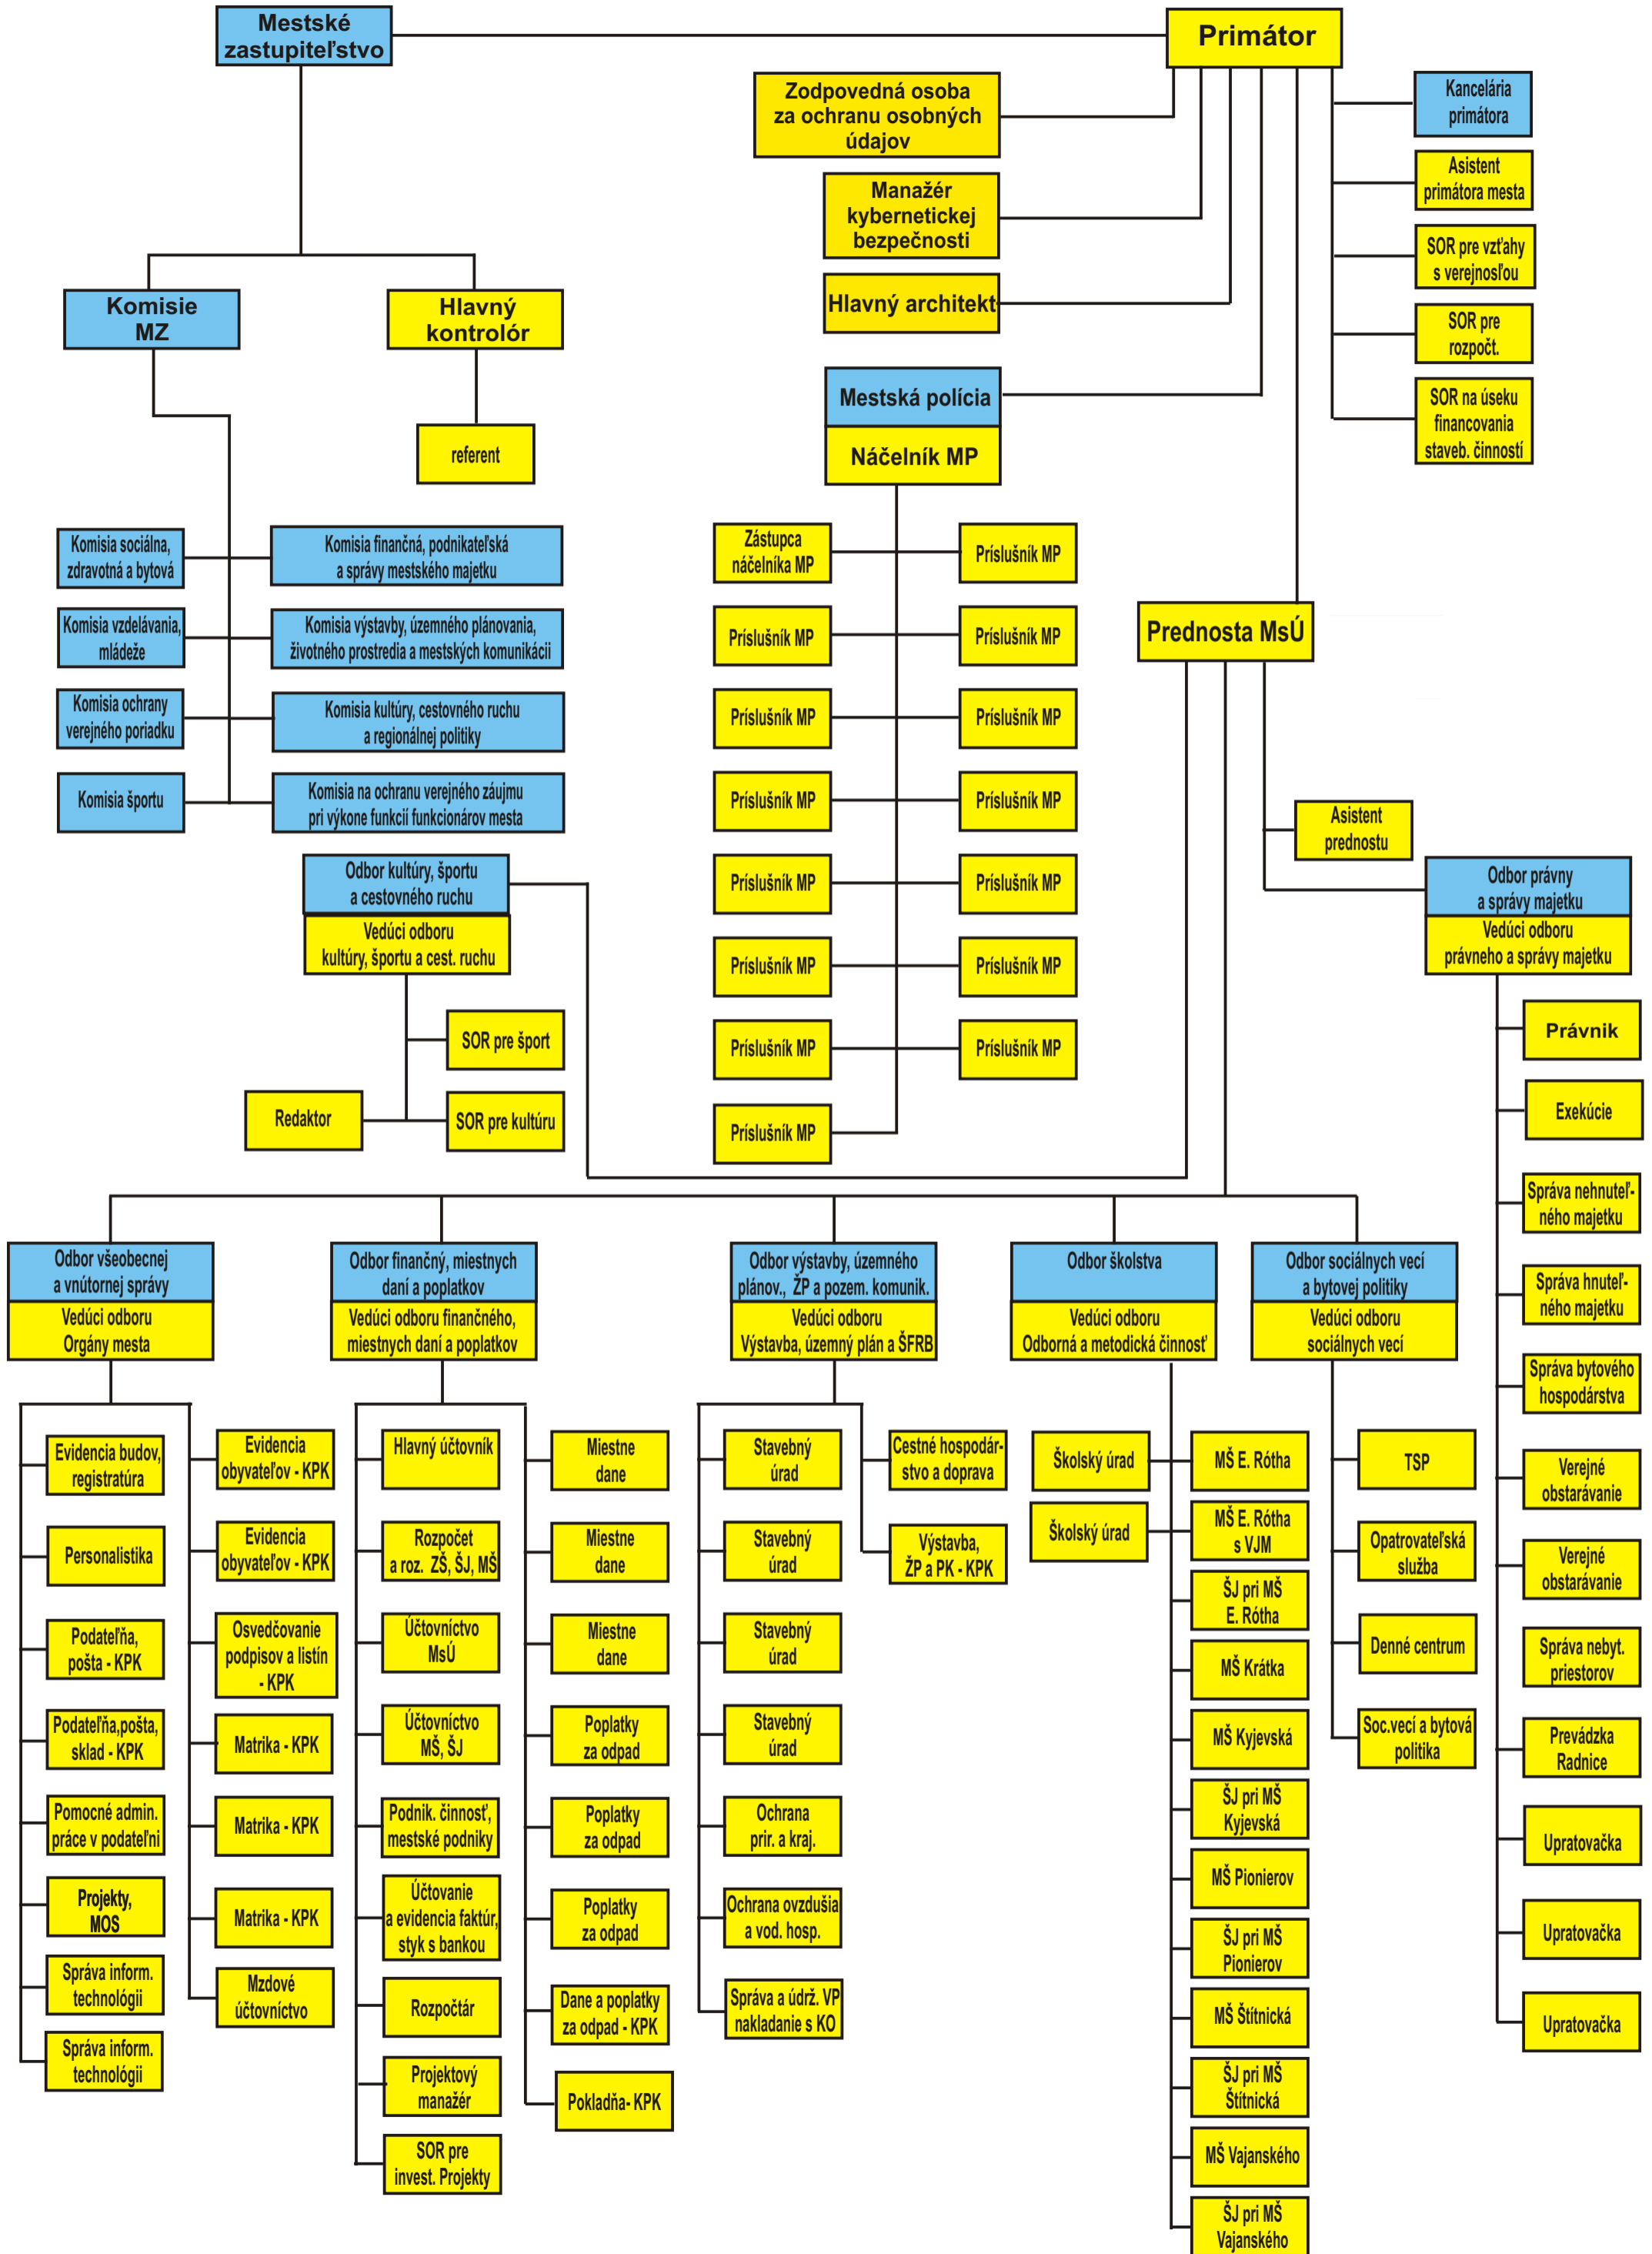 Mestské
zastupiteľstvo
Primátor
Zodpovedná osoba
za ochranu osobných
údajov
Kancelária
primátora
Manažér
kybernetickej
bezpečnosti
Asistent
primátora mesta
SOR pre vzťahy
s verejnosľou
Hlavný architekt
SOR pre
rozpočt.
SOR na úseku
financovania
staveb. činností
Komisie
MZ
Hlavný
kontrolór
referent
Mestská polícia
Náčelník MP
Komisia sociálna,
zdravotná a bytová
Komisia finančná, podnikateľská
a správy mestského majetku
Komisia vzdelávania,
mládeže
Komisia výstavby, územného plánovania,
životného prostredia a mestských komunikácii
Komisia ochrany
verejného poriadku
Komisia kultúry, cestovného ruchu
a regionálnej politiky
Komisia športu
Komisia na ochranu verejného záujmu
pri výkone funkcií funkcionárov mesta
Zástupca
náčelníka MP
Príslušník MP
Príslušník MP
Príslušník MP
Príslušník MP
Príslušník MP
Príslušník MP
Príslušník MP
Príslušník MP
Príslušník MP
Príslušník MP
Príslušník MP
Príslušník MP
Príslušník MP
Príslušník MP
Prednosta MsÚ
Asistent
prednostu
Odbor kultúry, športu
a cestovného ruchu
Vedúci odboru
kultúry, športu a cest. ruchu
SOR pre šport
Redaktor
SOR pre kultúru
Odbor právny
a správy majetku
Vedúci odboru
právneho a správy majetku
Právnik
Exekúcie
Správa nehnuteľ-
ného majetku
Správa hnuteľ-
ného majetku
Správa bytového
hospodárstva
Verejné
obstarávanie
Verejné
obstarávanie
Správa nebyt.
priestorov
Prevádzka
Radnice
Upratovačka
Upratovačka
Upratovačka
Odbor všeobecnej
a vnútornej správy
Vedúci odboru
Orgány mesta
Evidencia budov,
registratúra
Personalistika
Podateľňa,
pošta - KPK
Podateľňa,pošta,
sklad - KPK
Pomocné admin.
práce v podateľni
Projekty,
MOS
Správa inform.
technológii
Správa inform.
technológii
Evidencia
obyvateľov - KPK
Evidencia
obyvateľov - KPK
Osvedčovanie
podpisov a listín
- KPK
Matrika - KPK
Matrika - KPK
Matrika - KPK
Mzdové
účtovníctvo
Odbor finančný, miestnych
daní a poplatkov
Vedúci odboru finančného,
miestnych daní a poplatkov
Hlavný účtovník
Rozpočet
a roz. ZŠ, ŠJ, MŠ
Účtovníctvo
MsÚ
Účtovníctvo
MŠ, ŠJ
Podnik. činnosť,
mestské podniky
Účtovanie
a evidencia faktúr,
styk s bankou
Rozpočtár
Projektový
manažér
SOR pre
invest. Projekty
Miestne
dane
Miestne
dane
Miestne
dane
Poplatky
za odpad
Poplatky
za odpad
Poplatky
za odpad
Dane a poplatky
za odpad - KPK
Pokladňa- KPK
Odbor výstavby, územného
plánov., ŽP a pozem. komunik.
Vedúci odboru
Výstavba, územný plán a ŠFRB
Stavebný
úrad
Stavebný
úrad
Stavebný
úrad
Stavebný
úrad
Ochrana
prír. a kraj.
Ochrana ovzdušia
a vod. hosp.
Správa a údrž. VP
nakladanie s KO
Cestné hospodár-
stvo a doprava
Výstavba,
ŽP a PK - KPK
Odbor školstva
Vedúci odboru
Odborná a metodická činnosť
Školský úrad
Školský úrad
MŠ E. Rótha
MŠ E. Rótha
s VJM
ŠJ pri MŠ
E. Rótha
MŠ Krátka
MŠ Kyjevská
ŠJ pri MŠ
Kyjevská
MŠ Pionierov
ŠJ pri MŠ
Pionierov
MŠ Štítnická
ŠJ pri MŠ
Štítnická
MŠ Vajanského
ŠJ pri MŠ
Vajanského
Odbor sociálnych vecí
a bytovej politiky
Vedúci odboru
sociálnych vecí
TSP
Opatrovateľská
služba
Denné centrum
Soc.vecí a bytová
politika